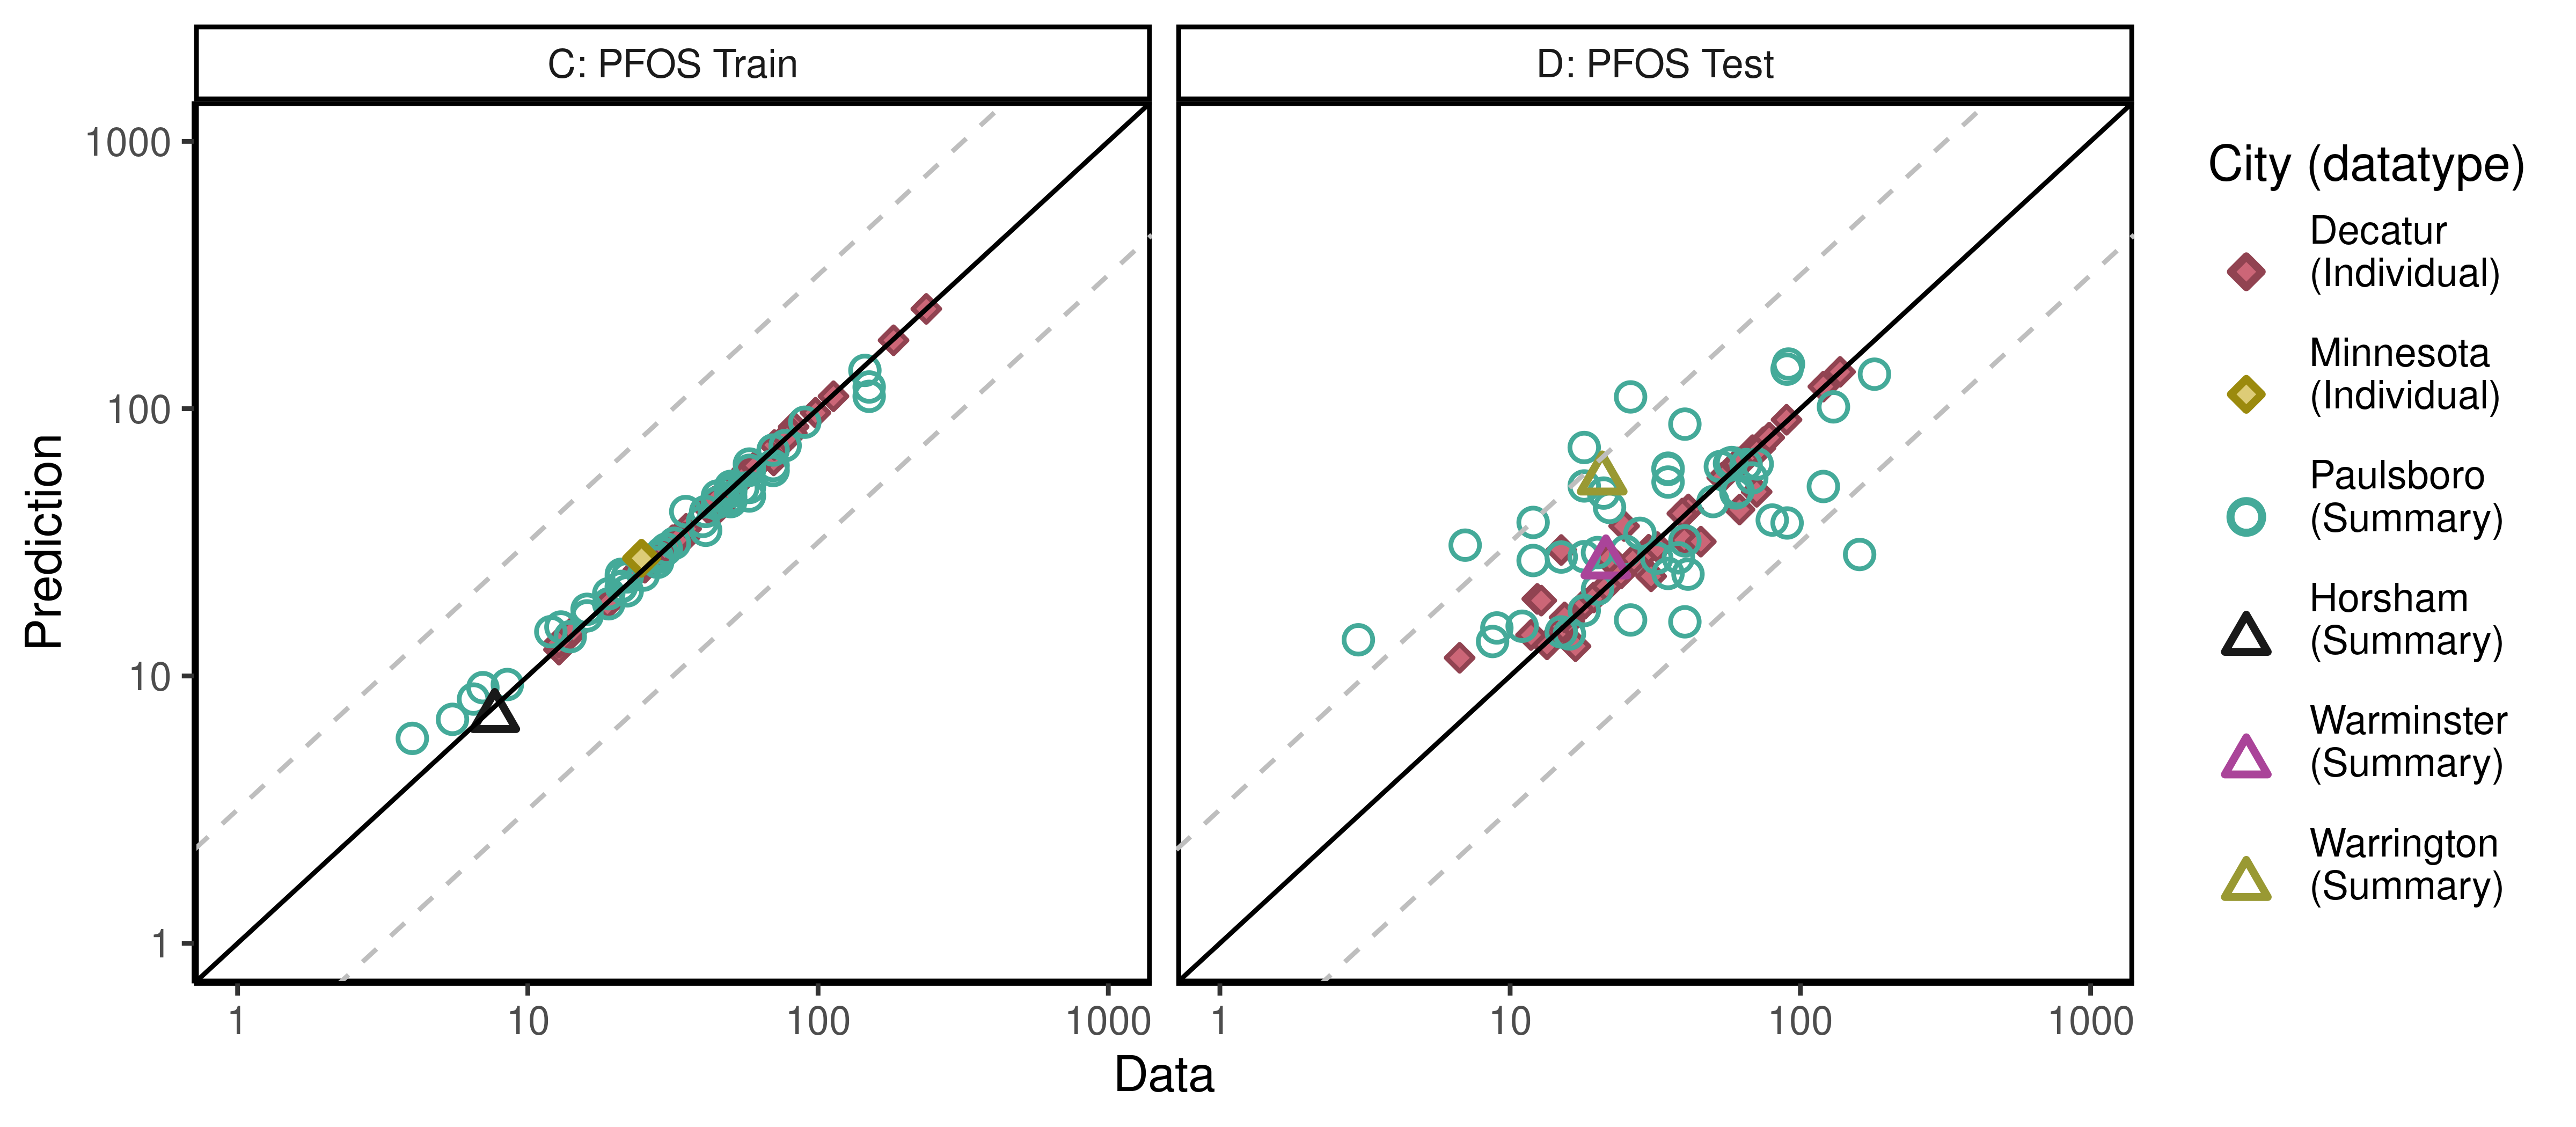 C: PFOS Train
D: PFOS Test
1000
100
10
1
Prediction
1
10
100
1000
1
10
100
1000
Data
City (datatype)
Decatur
(Individual)
Minnesota
(Individual)
Paulsboro
(Summary)
Horsham
(Summary)
Warminster
(Summary)
Warrington
(Summary)